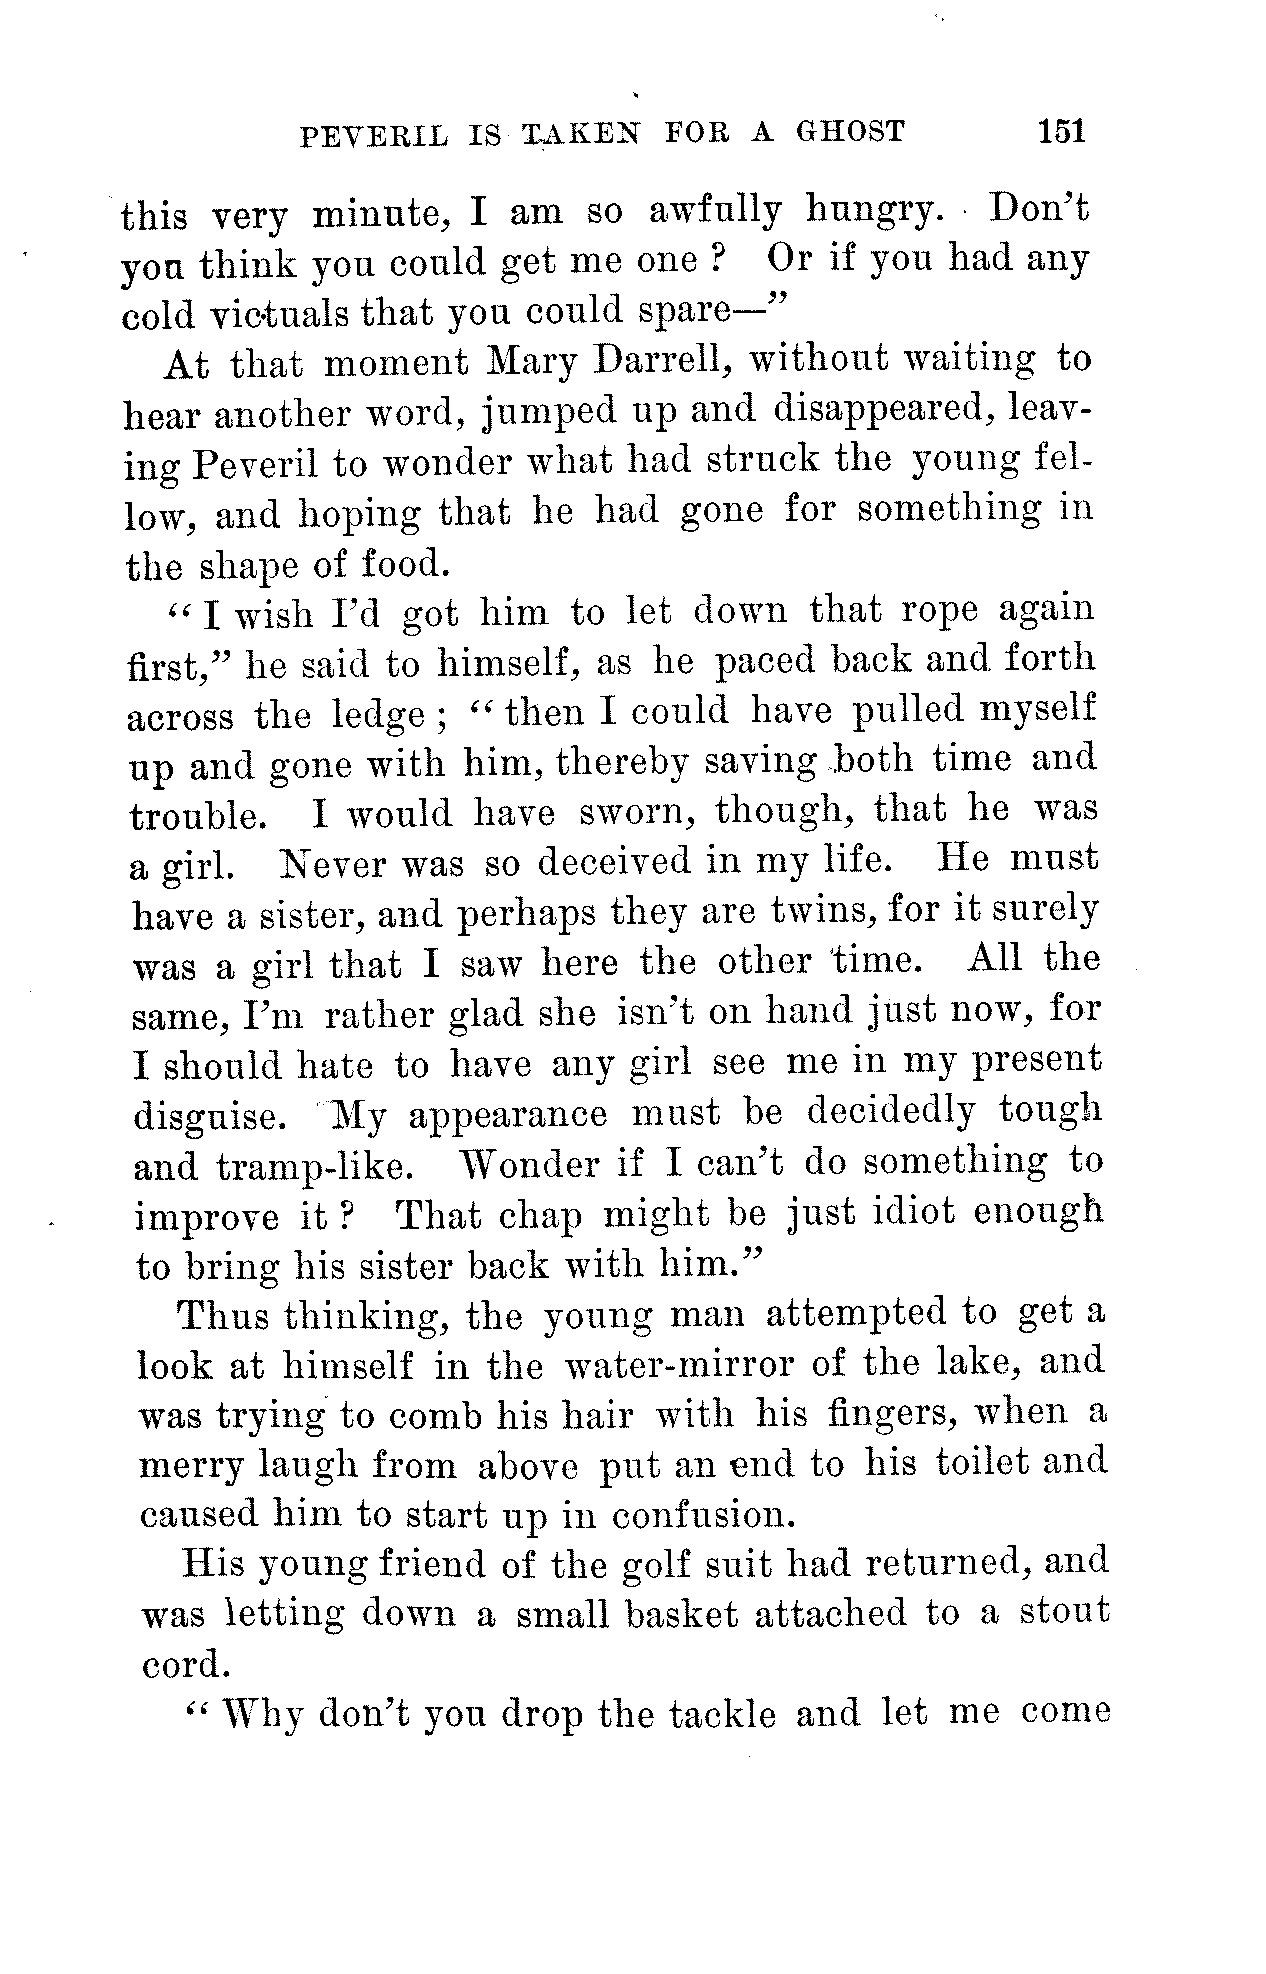 PEVERIL IS TAKEN FOR A GHOST 151
this very minute, I am so awfully hungry. Don't
you think you could get me one ? Or if you had any
cold victuals that you could spare—”
At that moment Mary Darrell, without waiting to
hear another word, jumped up and disappeared, leav-
ing Peveril to wonder what had struck the young fel-
low, and hoping that he had gone for something in
the shape of food.
“ I wish I'd got him to let down that rope again
first,” he said to himself, as he paced back and forth
across the ledge ; “ then I could have pulled myself
up and gone with him, thereby saving both time and
trouble. I would have sworn, though, that he was
a girl. Never was so deceived in my life. He must
have a sister, and perhaps they are twins, for it surely
was a girl that I saw here the other time. All the
same, I'm rather glad she isn't on hand just now, for
I should hate to have any girl see me in my present
disguise. My appearance must be decidedly tough
and tramp-like. Wonder if I can't do something to
improve it ? That chap might be just idiot enough
to bring his sister back with him.”
Thus thinking, the young man attempted to get a
look at himself in the water-mirror of the lake, and
was trying to comb his hair with his fingers, when a
merry laugh from above put an end to his toilet and
caused him to start up in confusion.
His young friend of the golf suit had returned, and
was letting down a small basket attached to a stout
cord.
“ Why don't you drop the tackle and let me come